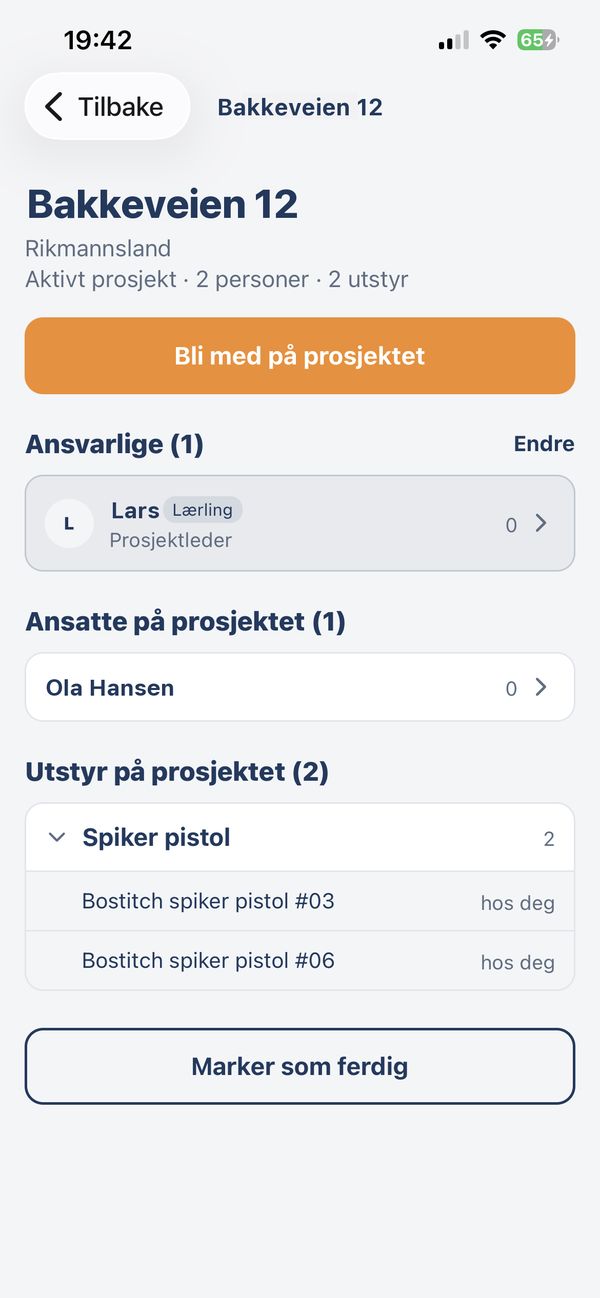 19:42
65
Tilbake
Bakkeveien 12
Bakkeveien 12
Rikmannsland
Aktivt prosjekt · 2 personer · 2 utstyr
Bli med på prosjektet
Ansvarlige (1)
Endre
L
Lars Lærling
Prosjektleder
0
Ansatte på prosjektet (1)
Ola Hansen
0
Utstyr på prosjektet (2)
Spiker pistol
2
Bostitch spiker pistol #03
hos deg
Bostitch spiker pistol #06
hos deg
Marker som ferdig